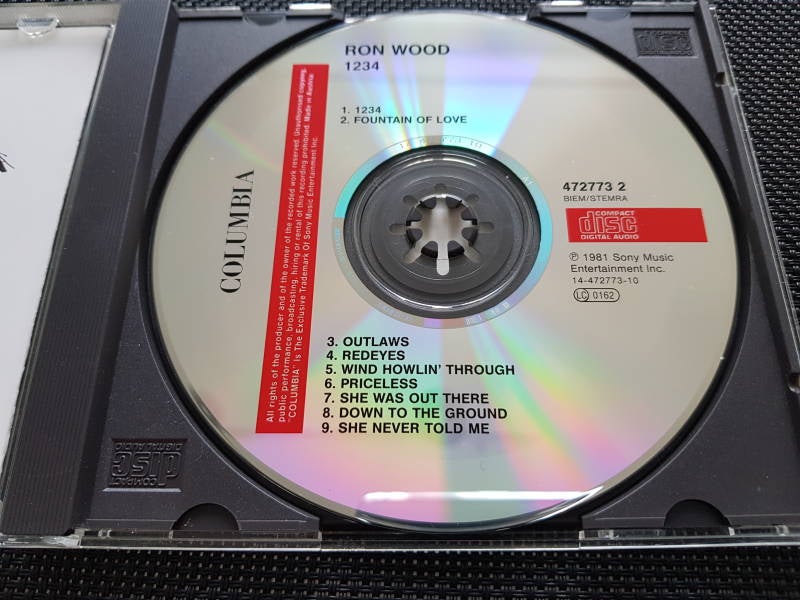 RON WOOD
1234
1. 1234
2. FOUNTAIN OF LOVE
COLUMBIA
All rights of the producer and of the owner of the recorded work reserved. Unauthorised copying,
public performance, broadcasting, hiring or rental of this recording prohibited. Made in Austria
"COLUMBIA" Is The Exclusive Trademark Of Sony Music Entertainment Inc.
472773 2
BIEM/STEMRA
COMPACT
disc
DIGITAL AUDIO
℗ 1981 Sony Music
Entertainment Inc.
14-472773-10
LC 0162
3. OUTLAWS
4. REDEYES
5. WIND HOWLIN' THROUGH
6. PRICELESS
7. SHE WAS OUT THERE
8. DOWN TO THE GROUND
9. SHE NEVER TOLD ME
COMPACT
disc
DIGITAL AUDIO